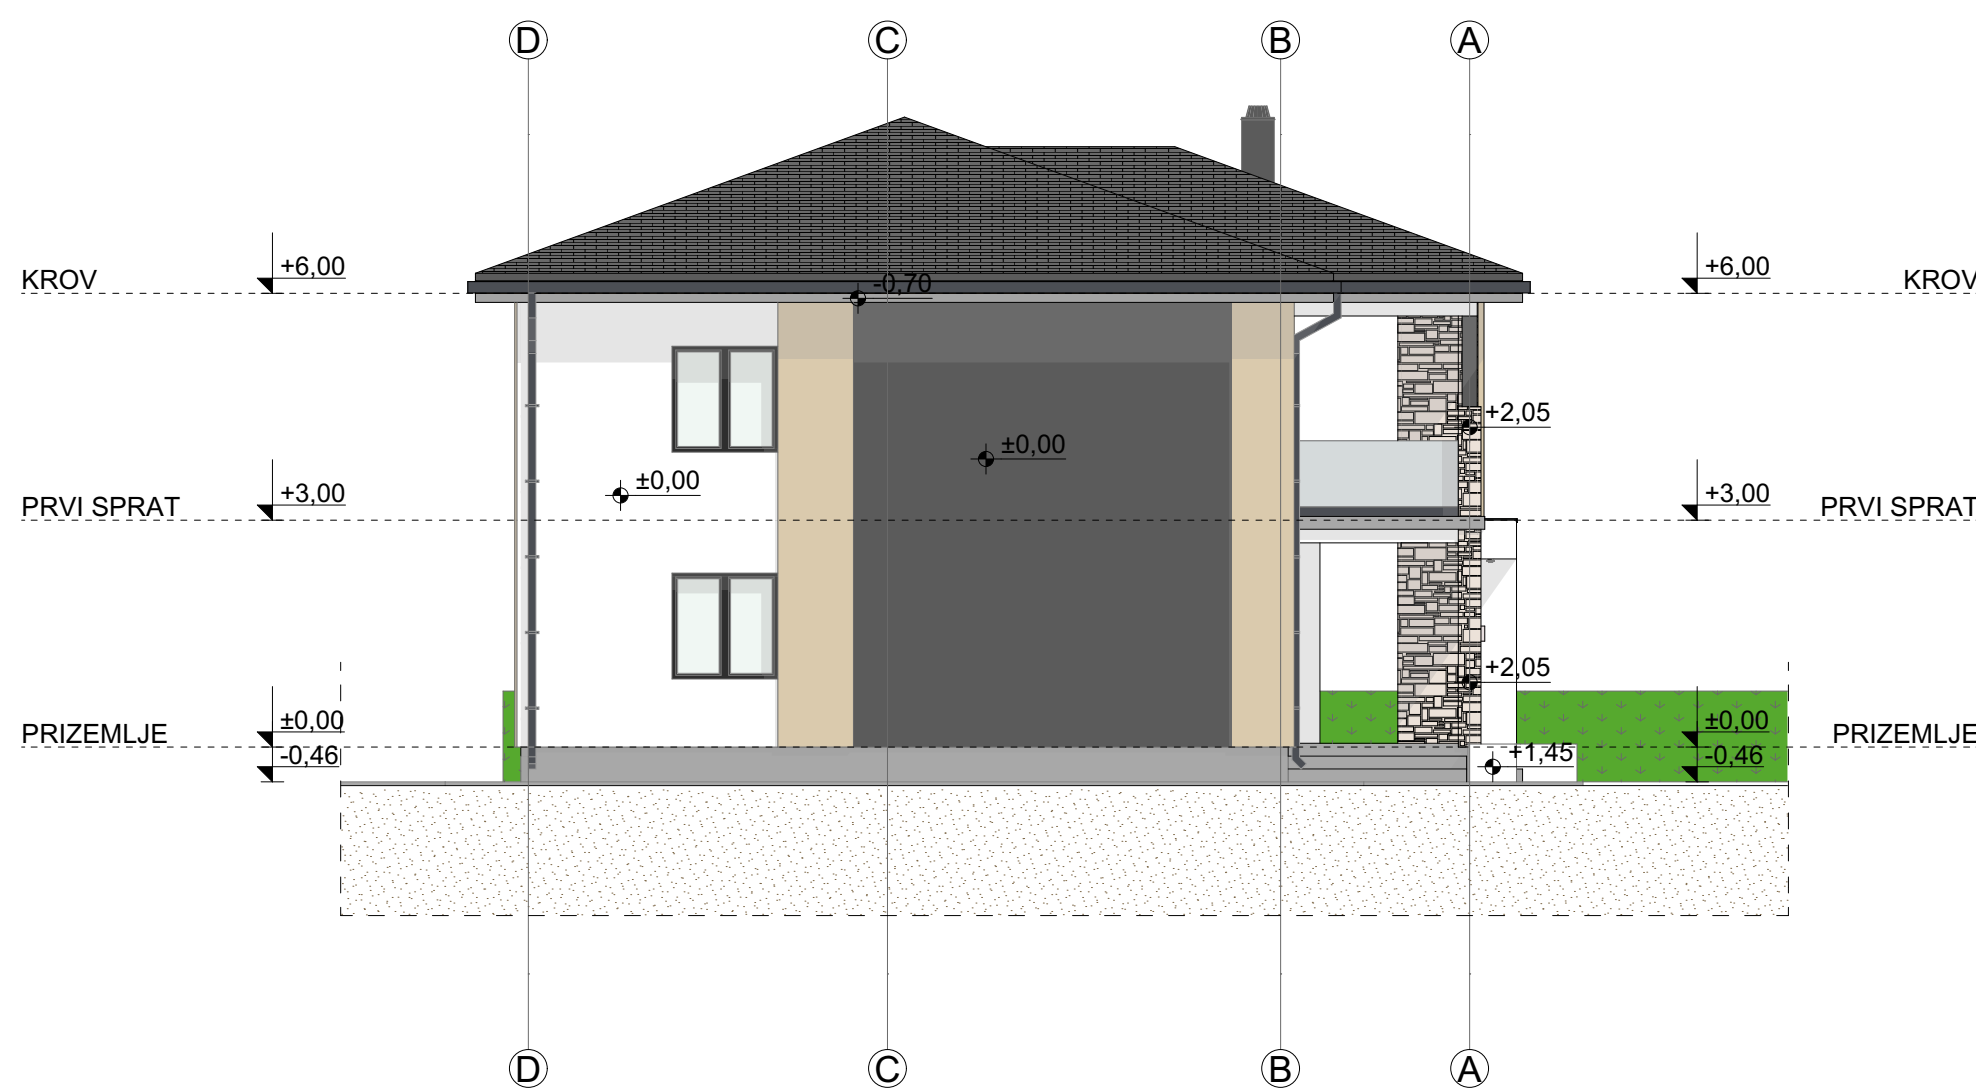 D C B A
KROV +6,00 -0,70 +6,00 KROV
+2,05
±0,00
±0,00
PRVI SPRAT +3,00 +3,00 PRVI SPRAT
+2,05
PRIZEMLJE ±0,00 ±0,00 PRIZEMLJE
-0,46 +1,45 -0,46
D C B A